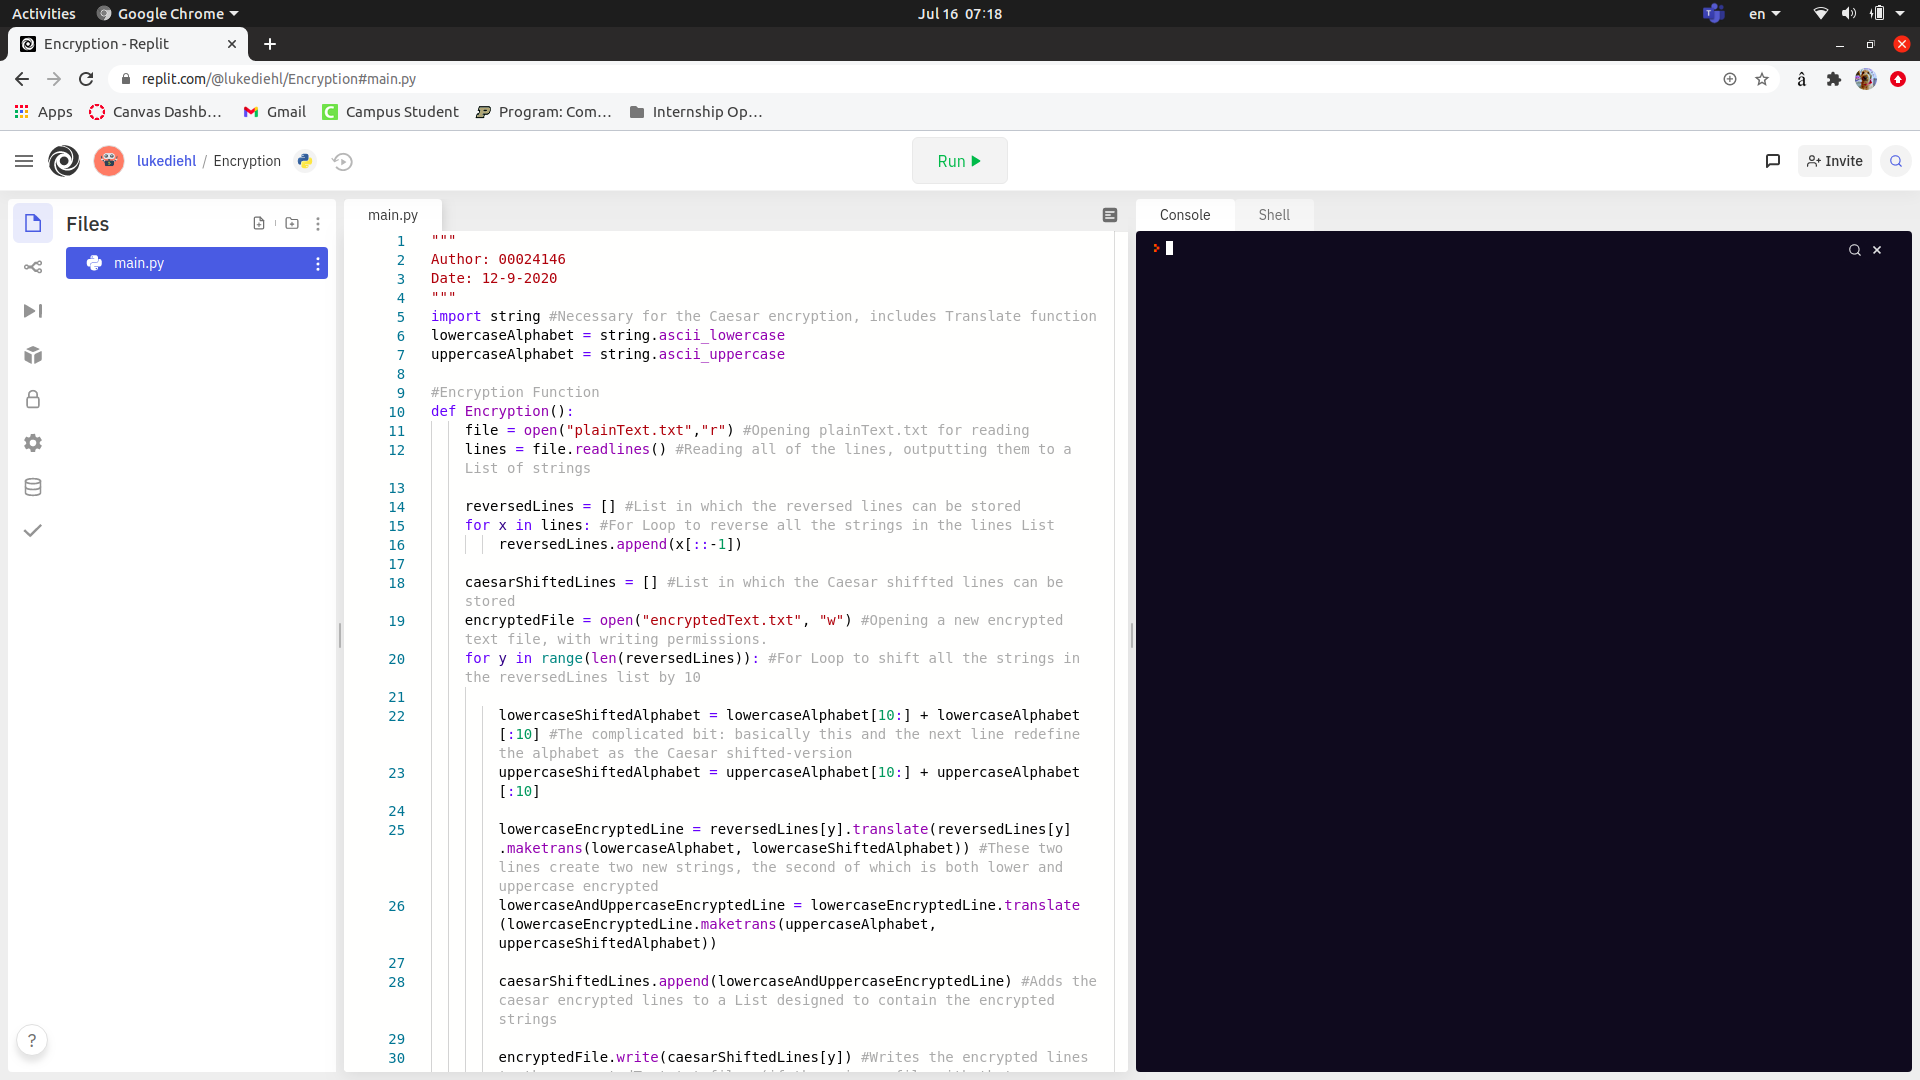 Activities Google Chrome Jul 16 07:18 en
Encryption - Replit
replit.com/@lukediehl/Encryption#main.py â
Apps Canvas Dashb... Gmail Campus Student Program: Com... Internship Op...
lukediehl / Encryption Run Invite
Files main.py Console Shell
main.py
1 """
2 Author: 00024146
3 Date: 12-9-2020
4 """
5 import string #Necessary for the Caesar encryption, includes Translate function
6 lowercaseAlphabet = string.ascii_lowercase
7 uppercaseAlphabet = string.ascii_uppercase
8
9 #Encryption Function
10 def Encryption():
11 file = open("plainText.txt","r") #Opening plainText.txt for reading
12 lines = file.readlines() #Reading all of the lines, outputting them to a
List of strings
13
14 reversedLines = [] #List in which the reversed lines can be stored
15 for x in lines: #For Loop to reverse all the strings in the lines List
16 reversedLines.append(x[::-1])
17
18 caesarShiftedLines = [] #List in which the Caesar shiffted lines can be
stored
19 encryptedFile = open("encryptedText.txt", "w") #Opening a new encrypted
text file, with writing permissions.
20 for y in range(len(reversedLines)): #For Loop to shift all the strings in
the reversedLines list by 10
21
22 lowercaseShiftedAlphabet = lowercaseAlphabet[10:] + lowercaseAlphabet
[:10] #The complicated bit: basically this and the next line redefine
the alphabet as the Caesar shifted-version
23 uppercaseShiftedAlphabet = uppercaseAlphabet[10:] + uppercaseAlphabet
[:10]
24
25 lowercaseEncryptedLine = reversedLines[y].translate(reversedLines[y]
.maketrans(lowercaseAlphabet, lowercaseShiftedAlphabet)) #These two
lines create two new strings, the second of which is both lower and
uppercase encrypted
26 lowercaseAndUppercaseEncryptedLine = lowercaseEncryptedLine.translate
(lowercaseEncryptedLine.maketrans(uppercaseAlphabet,
uppercaseShiftedAlphabet))
27
28 caesarShiftedLines.append(lowercaseAndUppercaseEncryptedLine) #Adds the
caesar encrypted lines to a List designed to contain the encrypted
strings
29
30 encryptedFile.write(caesarShiftedLines[y]) #Writes the encrypted lines
?